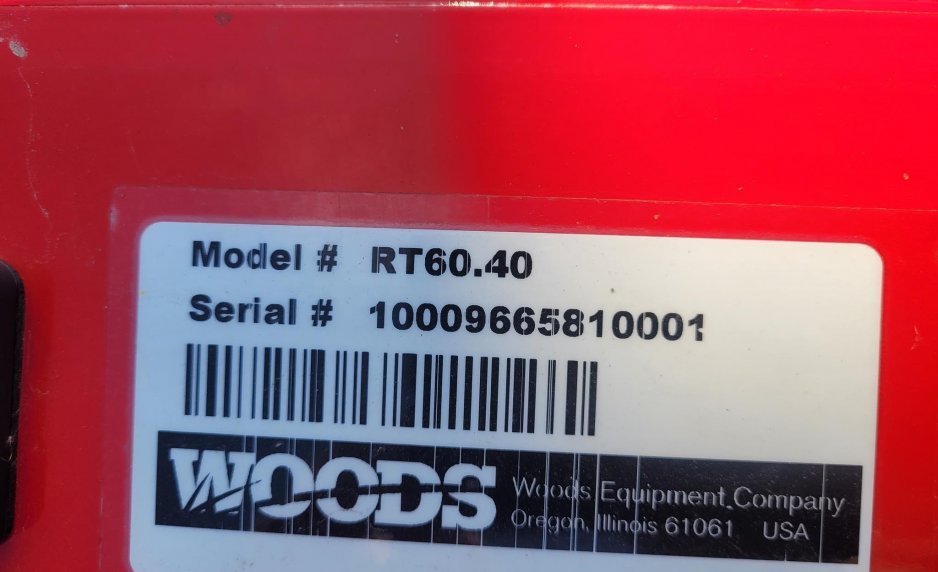 Model # RT60.40
Serial # 10009665810001
WOODS
Woods Equipment Company
Oregon, Illinois 61061 USA